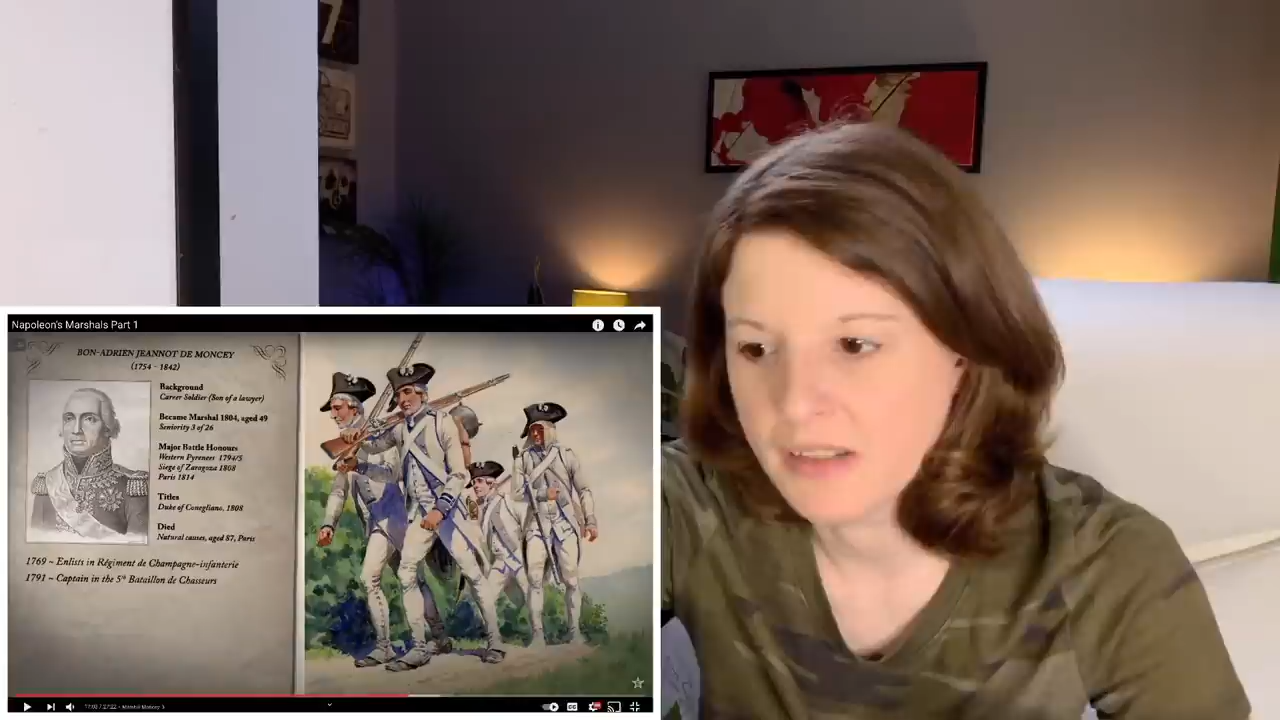 7
Napoleon's Marshals Part 1
BON-ADRIEN JEANNOT DE MONCEY
(1754 - 1842)
Background
Career Soldier (Son of a lawyer)
Became Marshal 1804, aged 49
Seniority 3 of 26
Major Battle Honours
Western Pyrenees 1794/5
Siege of Zaragoza 1808
Paris 1814
Titles
Duke of Conegliano, 1808
Died
Natural causes, aged 87, Paris
1769 ~ Enlists in Régiment de Champagne-infanterie
1791 ~ Captain in the 5th Bataillon de Chasseurs